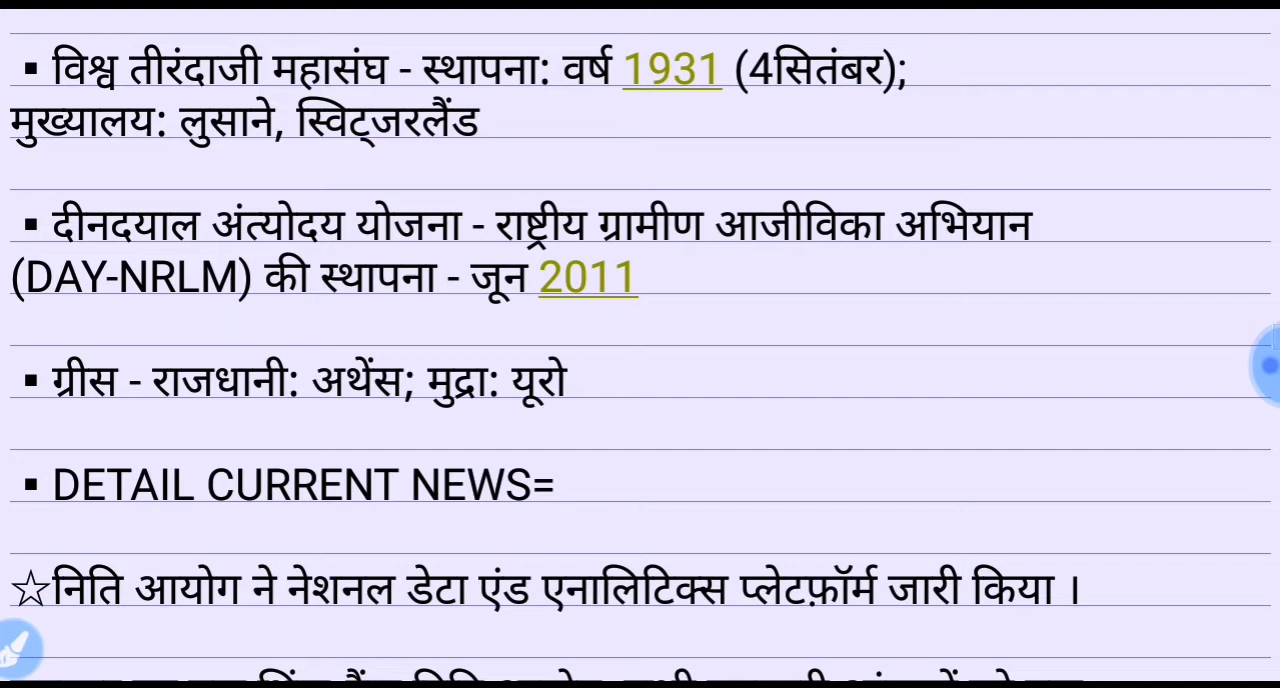 ▪ विश्व तीरंदाजी महासंघ - स्थापना: वर्ष 1931 (4सितंबर);
मुख्यालय: लुसाने, स्विट्जरलैंड
▪ दीनदयाल अंत्योदय योजना - राष्ट्रीय ग्रामीण आजीविका अभियान
(DAY-NRLM) की स्थापना - जून 2011
▪ ग्रीस - राजधानी: अथेंस; मुद्रा: यूरो
▪ DETAIL CURRENT NEWS=
☆निति आयोग ने नेशनल डेटा एंड एनालिटिक्स प्लेटफ़ॉर्म जारी किया ।